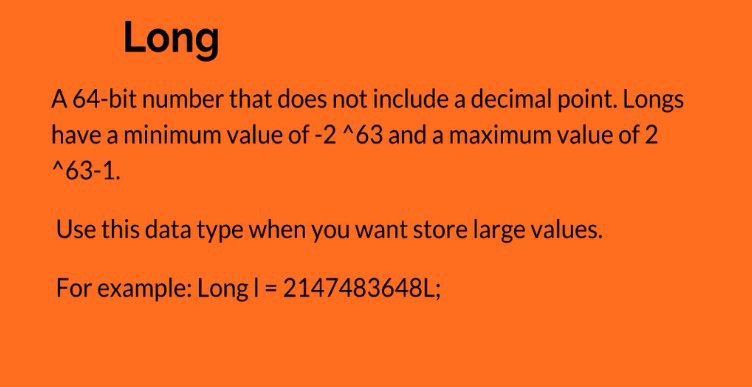 Long
A 64-bit number that does not include a decimal point. Longs
have a minimum value of -2 ^63 and a maximum value of 2
^63-1.
Use this data type when you want store large values.
For example: Long l = 2147483648L;